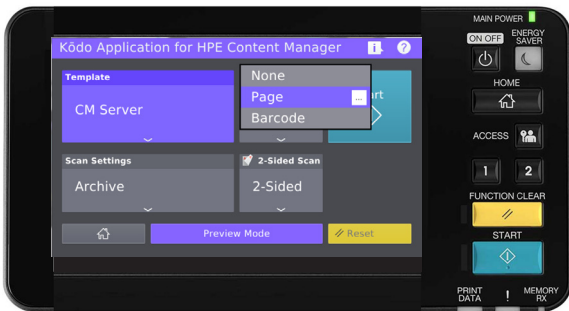 MAIN POWER
ON OFF
ENERGY
SAVER
Kōdo Application for HPE Content Manager
i
?
Template
CM Server
None
Page
...
Barcode
art
Scan Settings
Archive
2-Sided Scan
2-Sided
Preview Mode
Reset
HOME
ACCESS
1
2
FUNCTION CLEAR
START
PRINT
DATA
!
MEMORY
RX